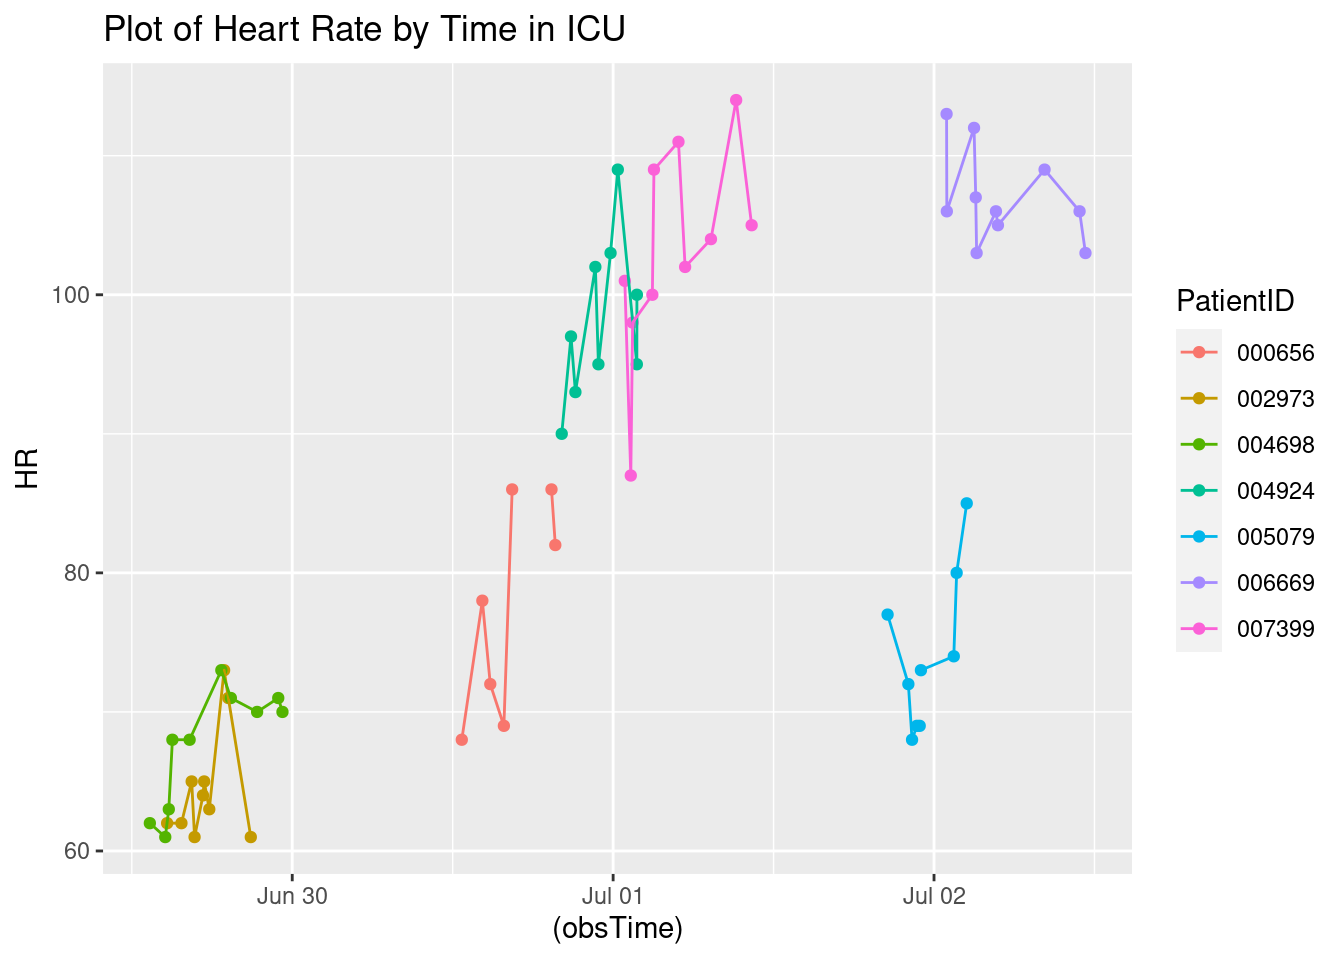 Plot of Heart Rate by Time in ICU
HR
100
80
60
Jun 30
Jul 01
Jul 02
(obsTime)
PatientID
000656
002973
004698
004924
005079
006669
007399